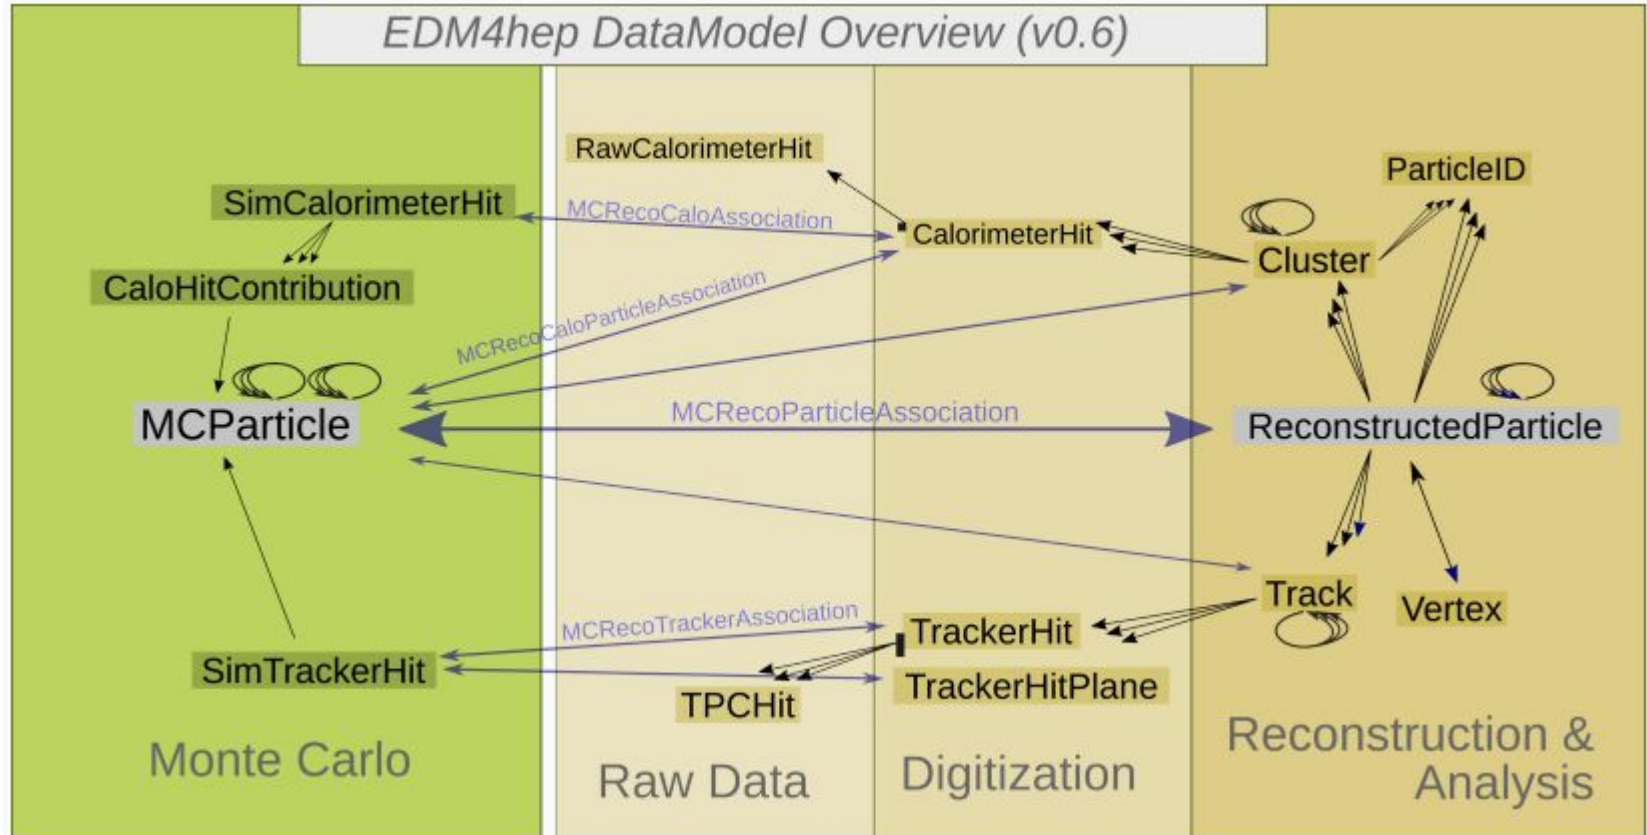 EDM4hep DataModel Overview (v0.6)
RawCalorimeterHit
ParticleID
SimCalorimeterHit
MCRecoCaloAssociation
CalorimeterHit
Cluster
CaloHitContribution
MCRecoCaloParticleAssociation
MCParticle
MCRecoParticleAssociation
ReconstructedParticle
Track
Vertex
MCRecoTrackerAssociation
TrackerHit
SimTrackerHit
TPCHit
TrackerHitPlane
Monte Carlo
Raw Data
Digitization
Reconstruction &
Analysis